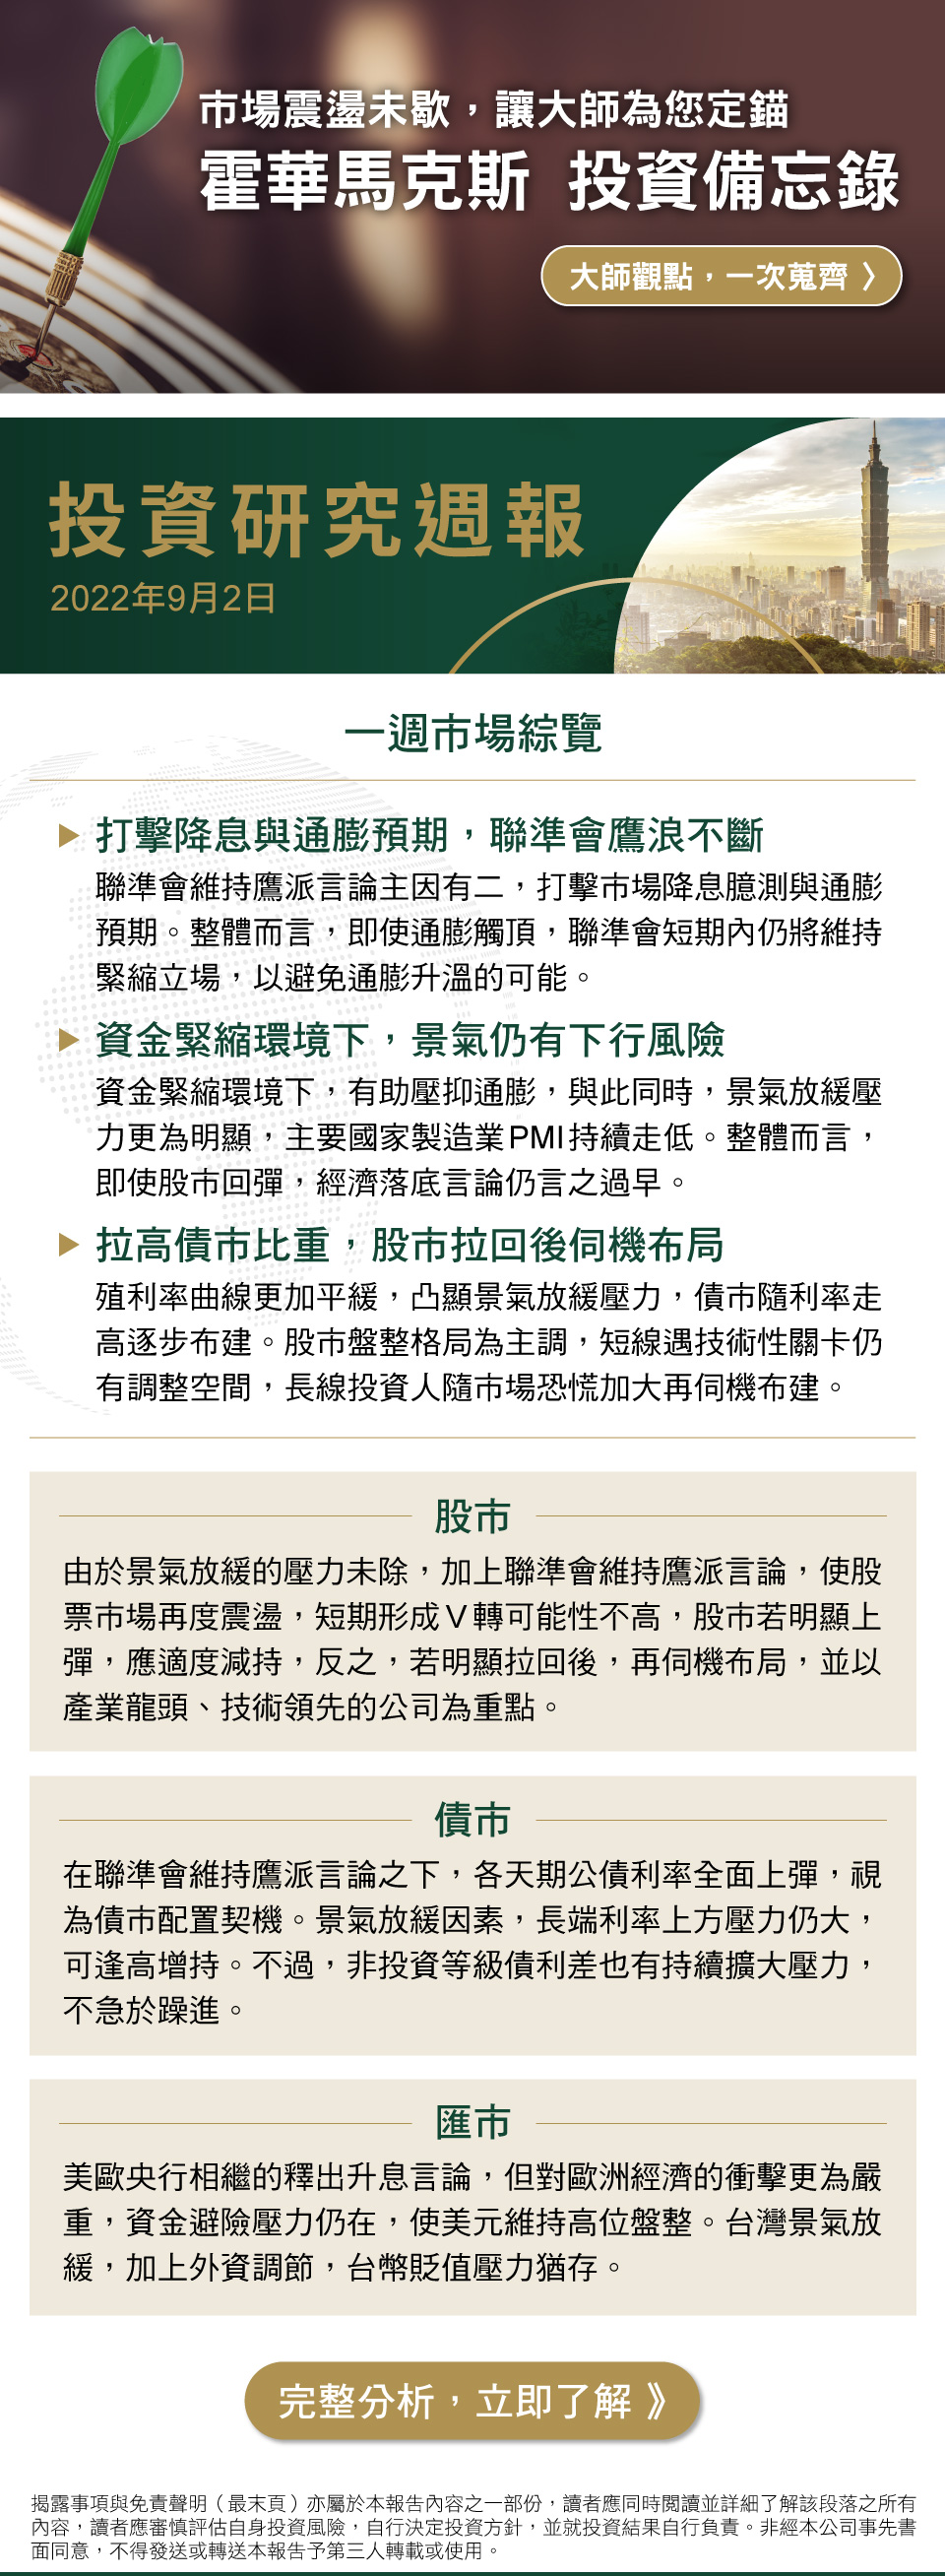 市場震盪未歇，讓大師為您定錨
霍華馬克斯 投資備忘錄
大師觀點，一次蒐齊 〉
投資研究週報
2022年9月2日
一週市場綜覽
▶ 打擊降息與通膨預期，聯準會鷹浪不斷
聯準會維持鷹派言論主因有二，打擊市場降息臆測與通膨
預期。整體而言，即使通膨觸頂，聯準會短期內仍將維持
緊縮立場，以避免通膨升溫的可能。
▶ 資金緊縮環境下，景氣仍有下行風險
資金緊縮環境下，有助壓抑通膨，與此同時，景氣放緩壓
力更為明顯，主要國家製造業PMI持續走低。整體而言，
即使股市回彈，經濟落底言論仍言之過早。
▶ 拉高債市比重，股市拉回後伺機布局
殖利率曲線更加平緩，凸顯景氣放緩壓力，債市隨利率走
高逐步布建。股市盤整格局為主調，短線遇技術性關卡仍
有調整空間，長線投資人隨市場恐慌加大再伺機布建。
股市
由於景氣放緩的壓力未除，加上聯準會維持鷹派言論，使股
票市場再度震盪，短期形成V轉可能性不高，股市若明顯上
彈，應適度減持，反之，若明顯拉回後，再伺機布局，並以
產業龍頭、技術領先的公司為重點。
債市
在聯準會維持鷹派言論之下，各天期公債利率全面上彈，視
為債市配置契機。景氣放緩因素，長端利率上方壓力仍大，
可逢高增持。不過，非投資等級債利差也有持續擴大壓力，
不急於躁進。
匯市
美歐央行相繼的釋出升息言論，但對歐洲經濟的衝擊更為嚴
重，資金避險壓力仍在，使美元維持高位盤整。台灣景氣放
緩，加上外資調節，台幣貶值壓力猶存。
完整分析，立即了解 》
揭露事項與免責聲明（最末頁）亦屬於本報告內容之一部份，讀者應同時閱讀並詳細了解該段落之所有
內容，讀者應審慎評估自身投資風險，自行決定投資方針，並就投資結果自行負責。非經本公司事先書
面同意，不得發送或轉送本報告予第三人轉載或使用。